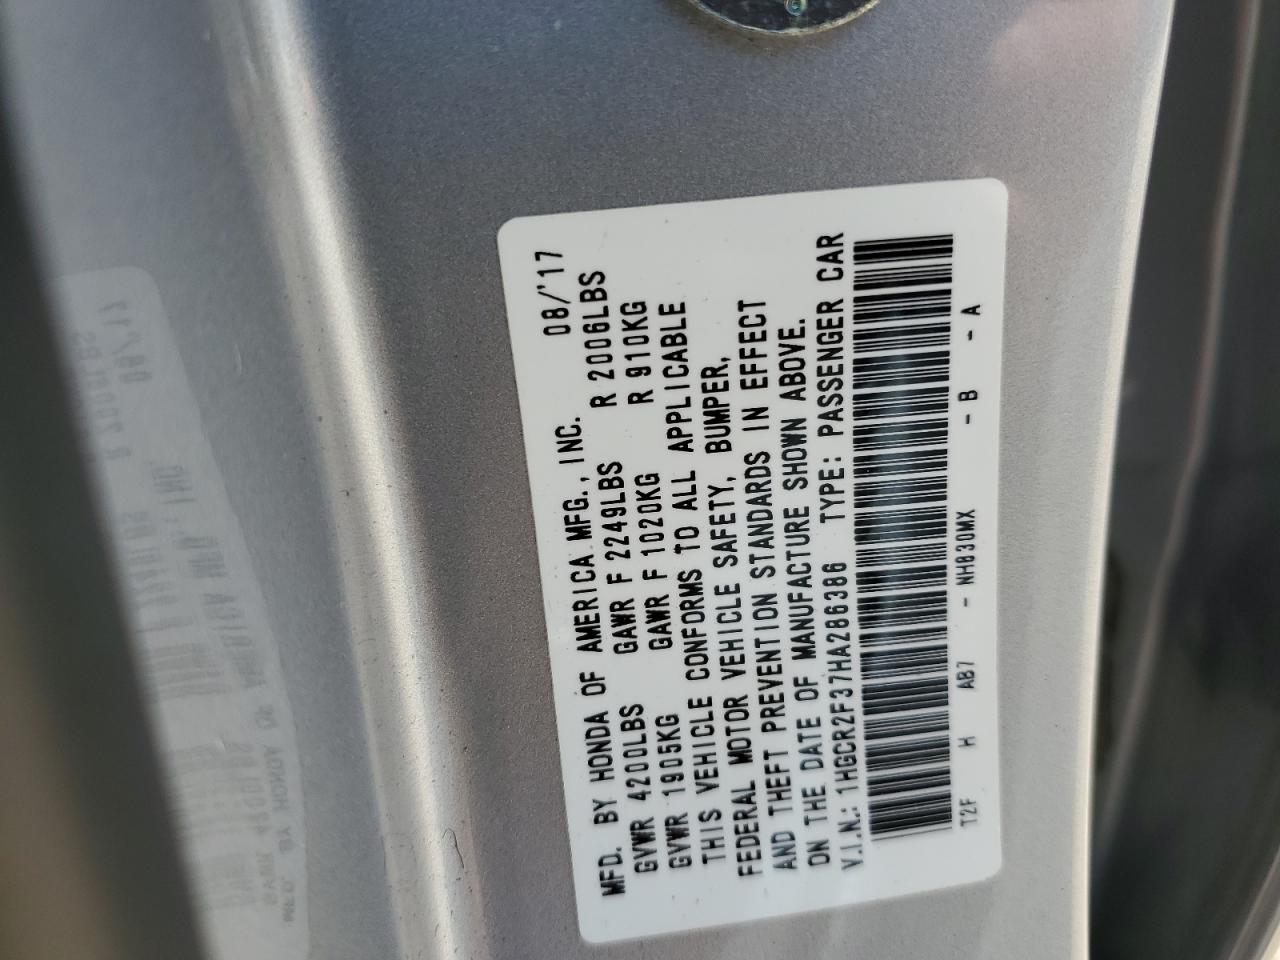 MFD. BY HONDA OF AMERICA MFG., INC. 08/'17
GVWR 4200LBS GAWR F 2249LBS R 2006LBS
GVWR 1905KG GAWR F 1020KG R 910KG
THIS VEHICLE CONFORMS TO ALL APPLICABLE
FEDERAL MOTOR VEHICLE SAFETY, BUMPER,
AND THEFT PREVENTION STANDARDS IN EFFECT
ON THE DATE OF MANUFACTURE SHOWN ABOVE.
V.I.N.: 1HGCR2F37HA286386 TYPE: PASSENGER CAR
T2F H AB7 - NH830MX - B - A